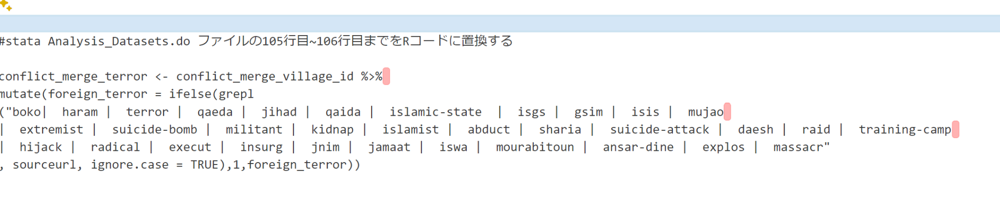 #stata Analysis_Datasets.do ファイルの105行目~106行目までをRコードに置換する
conflict_merge_terror <- conflict_merge_village_id %>%
mutate(foreign_terror = ifelse(grepl
("boko|  haram |  terror |  qaeda |  jihad |  qaida |  islamic-state  |  isgs |  gsim |  isis |  mujao
|  extremist |  suicide-bomb |  militant |  kidnap |  islamist |  abduct |  sharia |  suicide-attack |  daesh |  raid |  training-camp
|  hijack |  radical |  execut |  insurg |  jnim |  jamaat |  iswa |  mourabitoun |  ansar-dine |  explos |  massacr"
, sourceurl, ignore.case = TRUE),1,foreign_terror))